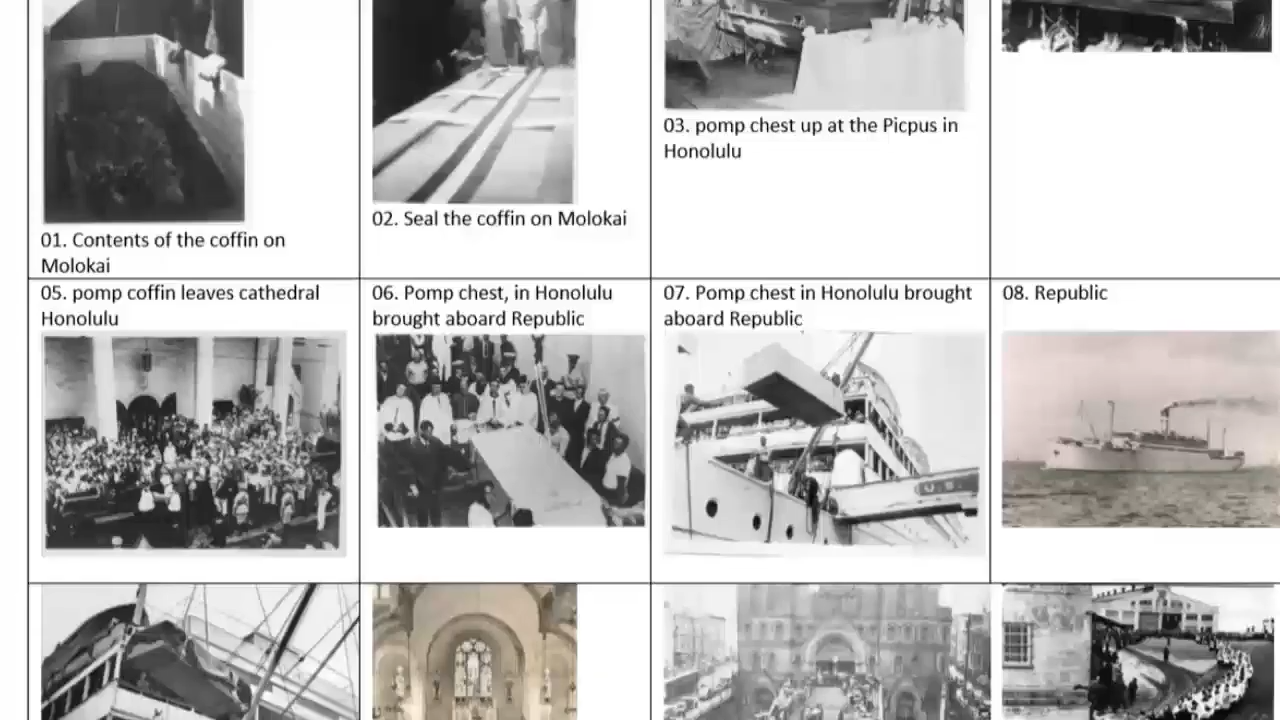 03. pomp chest up at the Picpus in
Honolulu
02. Seal the coffin on Molokai
01. Contents of the coffin on
Molokai
05. pomp coffin leaves cathedral
Honolulu
06. Pomp chest, in Honolulu
brought aboard Republic
07. Pomp chest in Honolulu brought
aboard Republic
08. Republic
U S